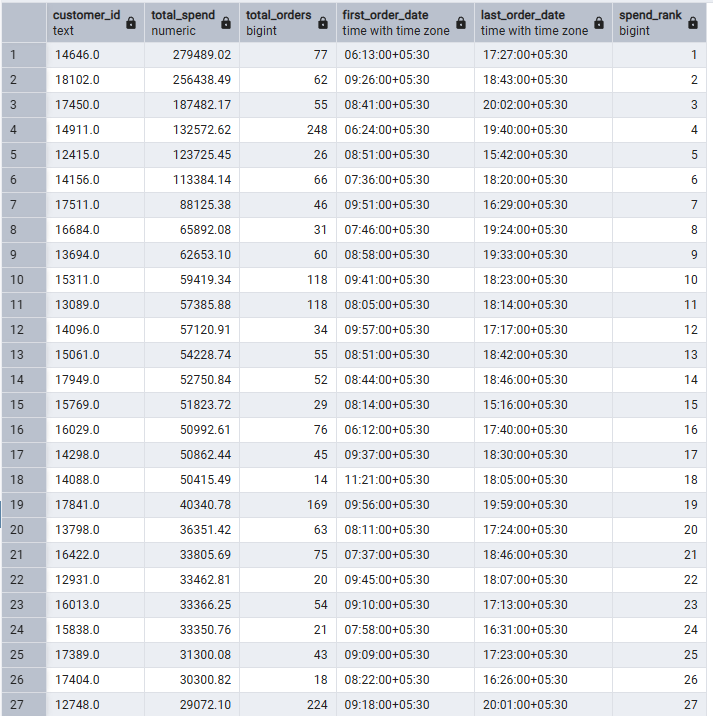 customer_id total_spend total_orders first_order_date last_order_date spend_rank
text numeric bigint time with time zone time with time zone bigint
1 14646.0 279489.02 77 06:13:00+05:30 17:27:00+05:30 1
2 18102.0 256438.49 62 09:26:00+05:30 18:43:00+05:30 2
3 17450.0 187482.17 55 08:41:00+05:30 20:02:00+05:30 3
4 14911.0 132572.62 248 06:24:00+05:30 19:40:00+05:30 4
5 12415.0 123725.45 26 08:51:00+05:30 15:42:00+05:30 5
6 14156.0 113384.14 66 07:36:00+05:30 18:20:00+05:30 6
7 17511.0 88125.38 46 09:51:00+05:30 16:29:00+05:30 7
8 16684.0 65892.08 31 07:46:00+05:30 19:24:00+05:30 8
9 13694.0 62653.10 60 08:58:00+05:30 19:33:00+05:30 9
10 15311.0 59419.34 118 09:41:00+05:30 18:23:00+05:30 10
11 13089.0 57385.88 118 08:05:00+05:30 18:14:00+05:30 11
12 14096.0 57120.91 34 09:57:00+05:30 17:17:00+05:30 12
13 15061.0 54228.74 55 08:51:00+05:30 18:42:00+05:30 13
14 17949.0 52750.84 52 08:44:00+05:30 18:46:00+05:30 14
15 15769.0 51823.72 29 08:14:00+05:30 15:16:00+05:30 15
16 16029.0 50992.61 76 06:12:00+05:30 17:40:00+05:30 16
17 14298.0 50862.44 45 09:37:00+05:30 18:30:00+05:30 17
18 14088.0 50415.49 14 11:21:00+05:30 18:05:00+05:30 18
19 17841.0 40340.78 169 09:56:00+05:30 19:59:00+05:30 19
20 13798.0 36351.42 63 08:11:00+05:30 17:24:00+05:30 20
21 16422.0 33805.69 75 07:37:00+05:30 18:46:00+05:30 21
22 12931.0 33462.81 20 09:45:00+05:30 18:07:00+05:30 22
23 16013.0 33366.25 54 09:10:00+05:30 17:13:00+05:30 23
24 15838.0 33350.76 21 07:58:00+05:30 16:31:00+05:30 24
25 17389.0 31300.08 43 09:09:00+05:30 17:23:00+05:30 25
26 17404.0 30300.82 18 08:22:00+05:30 16:26:00+05:30 26
27 12748.0 29072.10 224 09:18:00+05:30 20:01:00+05:30 27